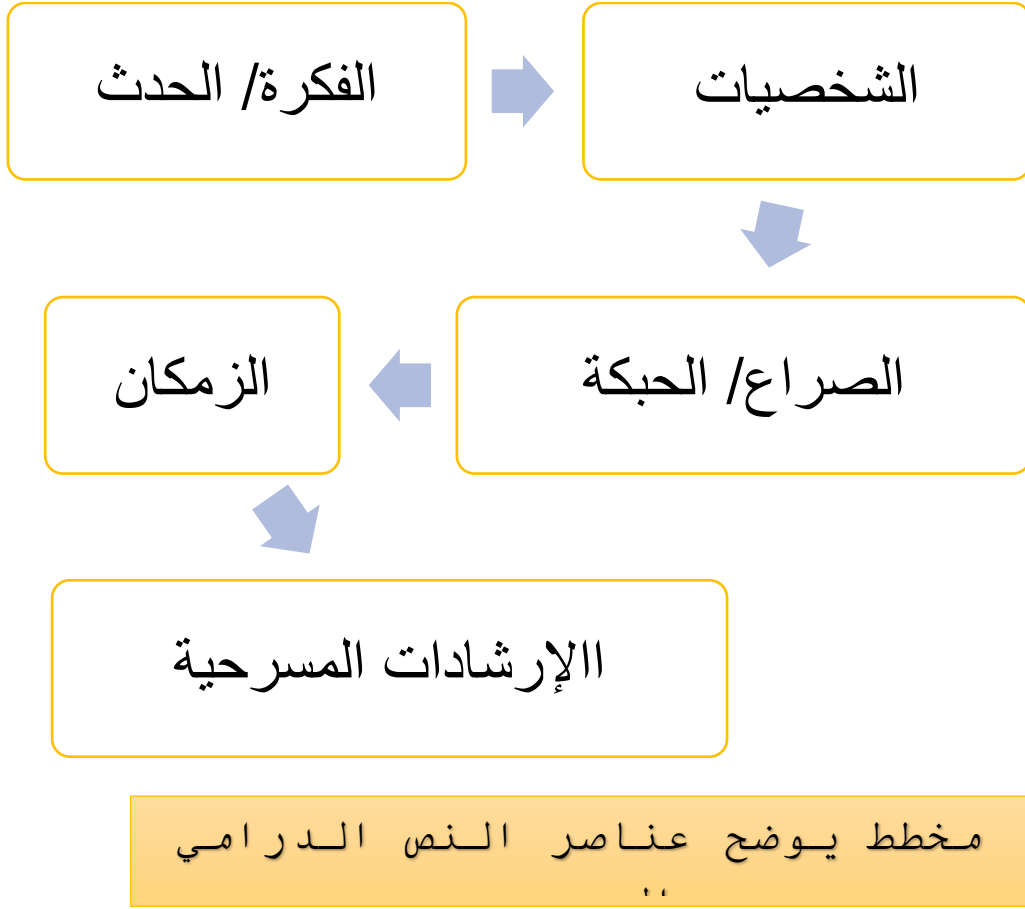 الفكرة/ الحدث
الشخصيات
الصراع/ الحبكة
الزمكان
االإرشادات المسرحية
مخطط يوضح عناصر النص الدرامي